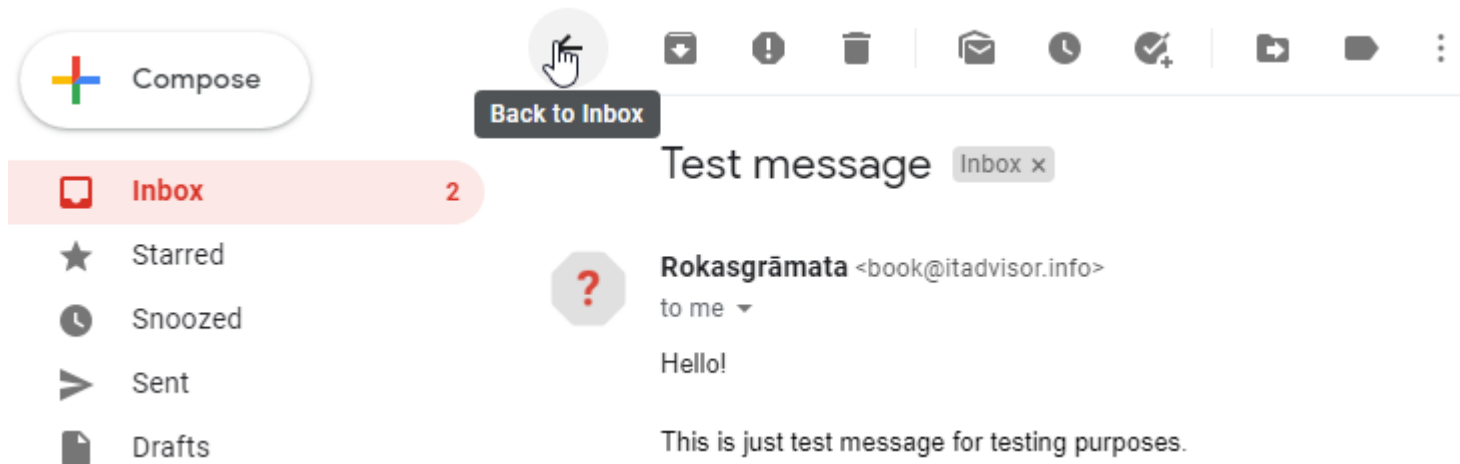 Compose
Back to Inbox
Inbox 2
Starred
Snoozed
Sent
Drafts
Test message Inbox x
?
Rokasgrāmata <book@itadvisor.info>
to me
Hello!
This is just test message for testing purposes.